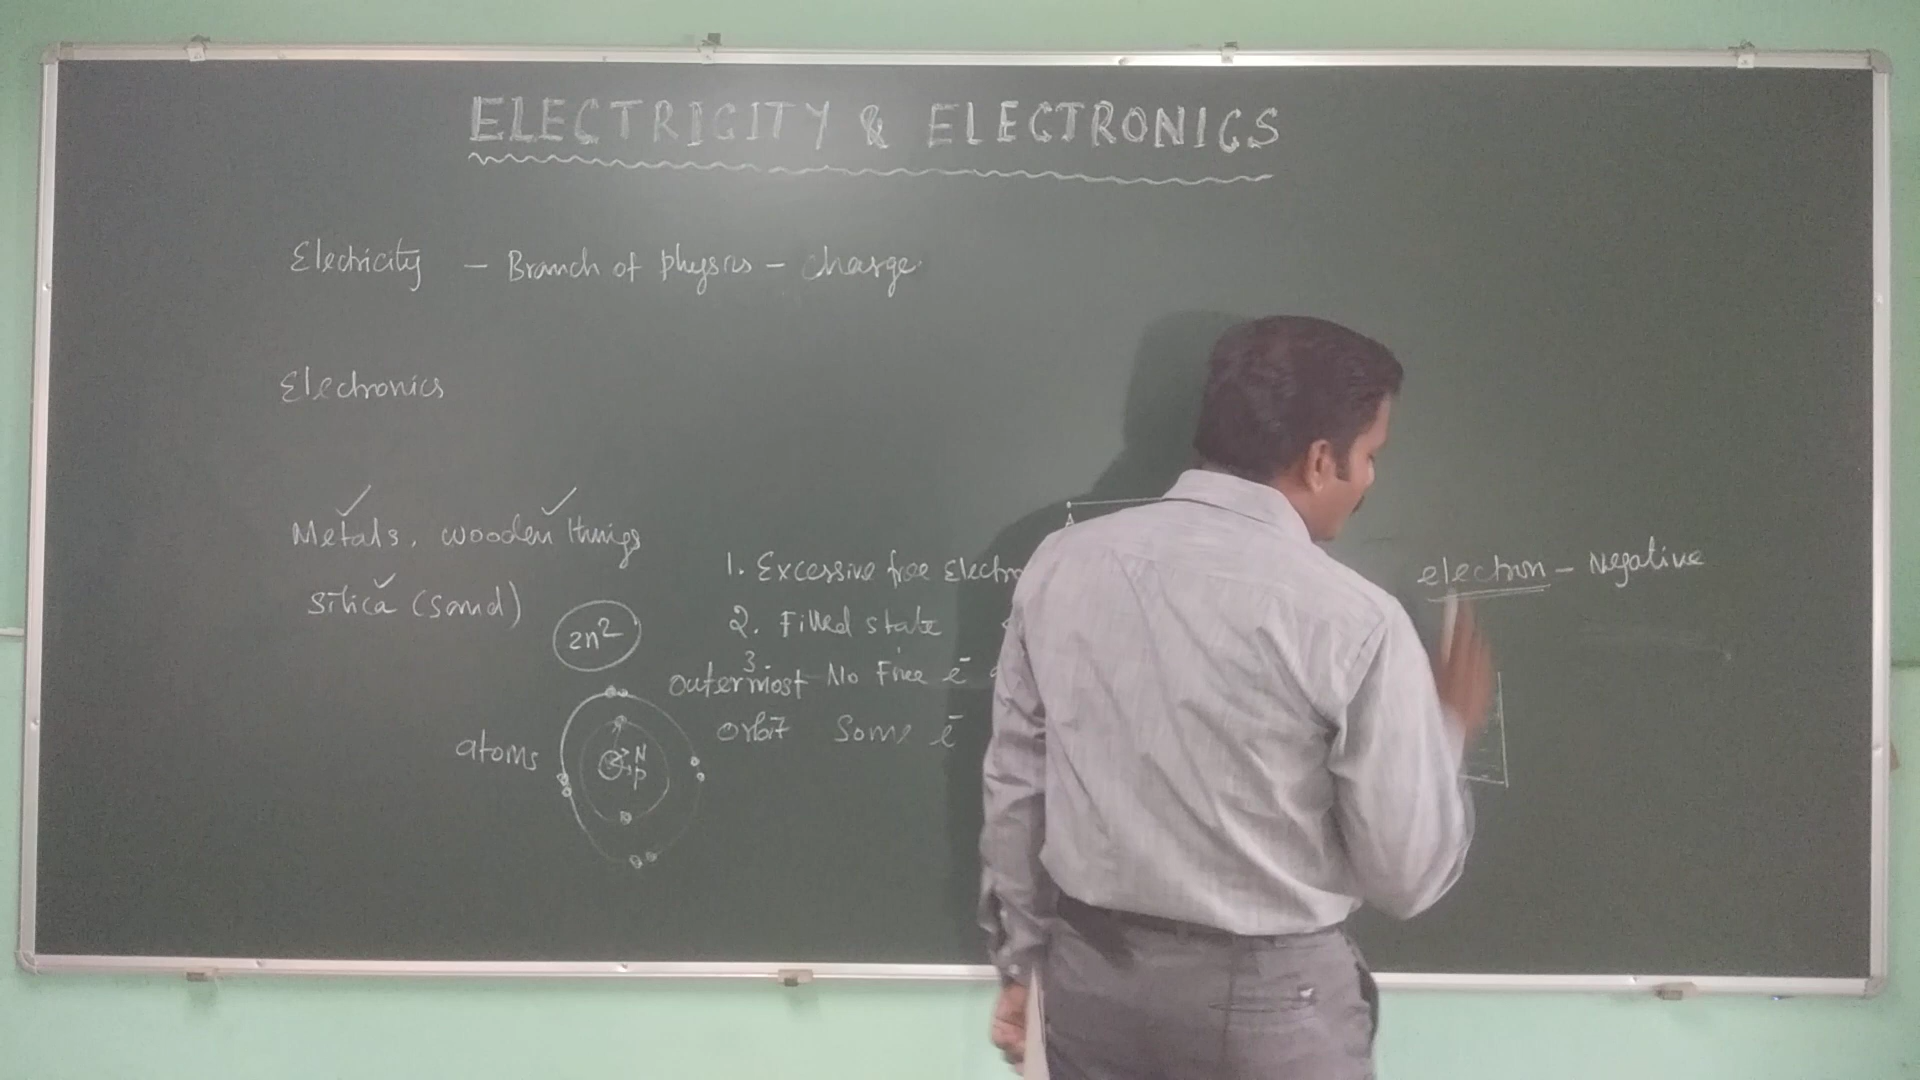 ELECTRICITY & ELECTRONICS
Electricity - Branch of physics - charge
Electronics
Metals, wooden things
Silica (sand)
2n²
atoms
N
P
1. Excessive free Electro
2. Filled state
3.
outermost No Free e⁻
orbit Some e⁻
A
electron - Negative